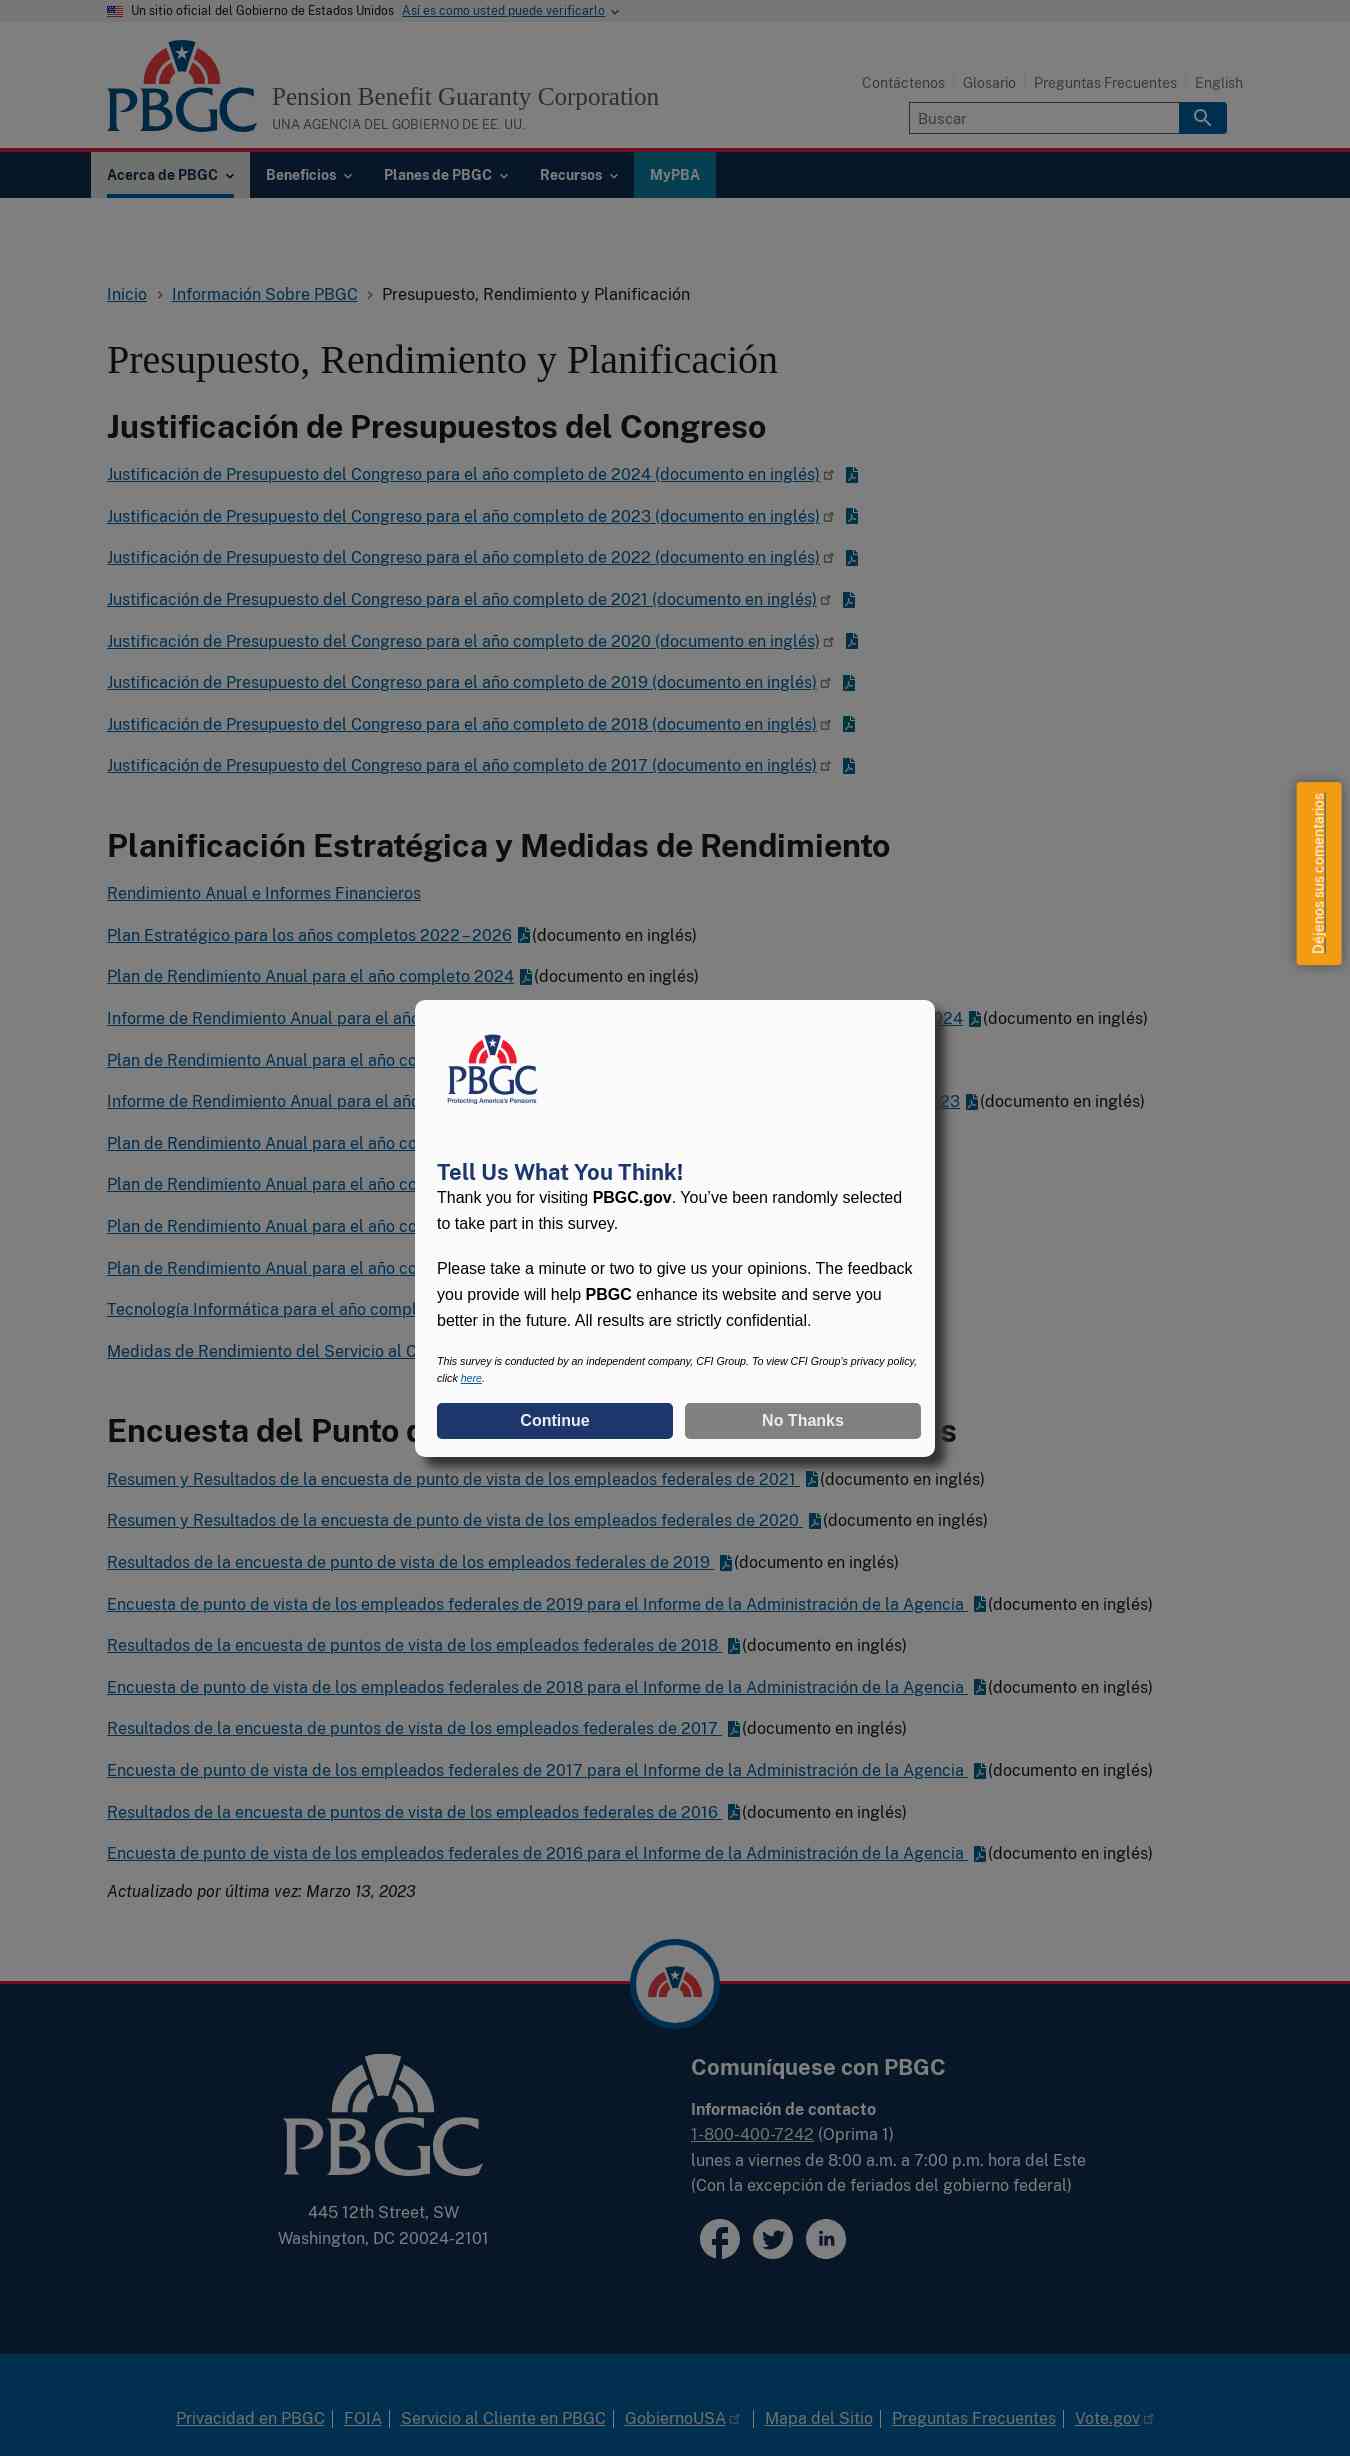 Un sitio oficial del Gobierno de Estados Unidos Así es como usted puede verificarlo
PBGC
Pension Benefit Guaranty Corporation
UNA AGENCIA DEL GOBIERNO DE EE. UU.
Contáctenos Glosario Preguntas Frecuentes English
Buscar
Acerca de PBGC Beneficios Planes de PBGC Recursos MyPBA
Inicio Información Sobre PBGC Presupuesto, Rendimiento y Planificación
Presupuesto, Rendimiento y Planificación
Justificación de Presupuestos del Congreso
Justificación de Presupuesto del Congreso para el año completo de 2024 (documento en inglés)
Justificación de Presupuesto del Congreso para el año completo de 2023 (documento en inglés)
Justificación de Presupuesto del Congreso para el año completo de 2022 (documento en inglés)
Justificación de Presupuesto del Congreso para el año completo de 2021 (documento en inglés)
Justificación de Presupuesto del Congreso para el año completo de 2020 (documento en inglés)
Justificación de Presupuesto del Congreso para el año completo de 2019 (documento en inglés)
Justificación de Presupuesto del Congreso para el año completo de 2018 (documento en inglés)
Justificación de Presupuesto del Congreso para el año completo de 2017 (documento en inglés)
Déjenos sus comentarios
Planificación Estratégica y Medidas de Rendimiento
Rendimiento Anual e Informes Financieros
Plan Estratégico para los años completos 2022–2026 (documento en inglés)
Plan de Rendimiento Anual para el año completo 2024 (documento en inglés)
Informe de Rendimiento Anual para el año (documento en inglés)
Plan de Rendimiento Anual para el año
Informe de Rendimiento Anual para el año (documento en inglés)
Plan de Rendimiento Anual para el año
Plan de Rendimiento Anual para el año
Plan de Rendimiento Anual para el año
Plan de Rendimiento Anual para el año
Tecnología Informática para el año
Medidas de Rendimiento del Servicio al
PBGC
Protecting America's Pensions
Tell Us What You Think!
Thank you for visiting PBGC.gov. You’ve been randomly selected
to take part in this survey.
Please take a minute or two to give us your opinions. The feedback
you provide will help PBGC enhance its website and serve you
better in the future. All results are strictly confidential.
This survey is conducted by an independent company, CFI Group. To view CFI Group's privacy policy,
click here.
Continue No Thanks
Encuesta del Punto
Resumen y Resultados de la encuesta de punto de vista de los empleados federales de 2021 (documento en inglés)
Resumen y Resultados de la encuesta de punto de vista de los empleados federales de 2020 (documento en inglés)
Resultados de la encuesta de punto de vista de los empleados federales de 2019 (documento en inglés)
Encuesta de punto de vista de los empleados federales de 2019 para el Informe de la Administración de la Agencia (documento en inglés)
Resultados de la encuesta de puntos de vista de los empleados federales de 2018 (documento en inglés)
Encuesta de punto de vista de los empleados federales de 2018 para el Informe de la Administración de la Agencia (documento en inglés)
Resultados de la encuesta de puntos de vista de los empleados federales de 2017 (documento en inglés)
Encuesta de punto de vista de los empleados federales de 2017 para el Informe de la Administración de la Agencia (documento en inglés)
Resultados de la encuesta de puntos de vista de los empleados federales de 2016 (documento en inglés)
Encuesta de punto de vista de los empleados federales de 2016 para el Informe de la Administración de la Agencia (documento en inglés)
Actualizado por última vez: Marzo 13, 2023
PBGC
445 12th Street, SW
Washington, DC 20024-2101
Comuníquese con PBGC
Información de contacto
1-800-400-7242 (Oprima 1)
lunes a viernes de 8:00 a.m. a 7:00 p.m. hora del Este
(Con la excepción de feriados del gobierno federal)
Privacidad en PBGC FOIA Servicio al Cliente en PBGC GobiernoUSA Mapa del Sitio Preguntas Frecuentes Vote.gov